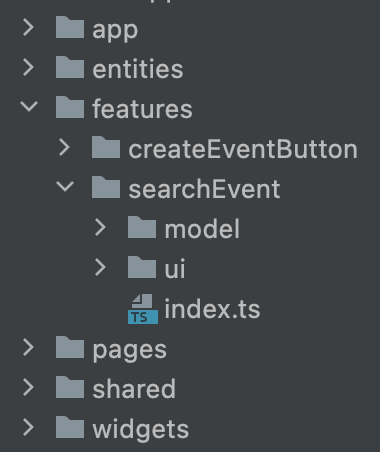 app
entities
features
createEventButton
searchEvent
model
ui
TS index.ts
pages
shared
widgets